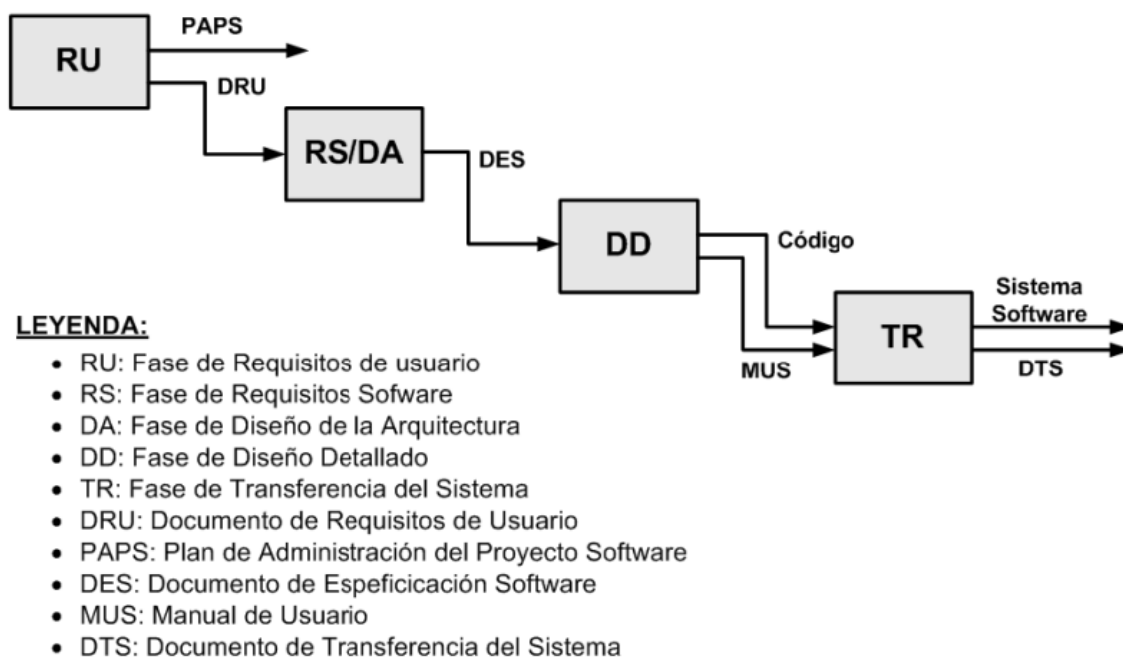 PAPS
RU
DRU
RS/DA
DES
DD
Código
Sistema
Software
TR
MUS
DTS
LEYENDA:
• RU: Fase de Requisitos de usuario
• RS: Fase de Requisitos Sofware
• DA: Fase de Diseño de la Arquitectura
• DD: Fase de Diseño Detallado
• TR: Fase de Transferencia del Sistema
• DRU: Documento de Requisitos de Usuario
• PAPS: Plan de Administración del Proyecto Software
• DES: Documento de Espeficicación Software
• MUS: Manual de Usuario
• DTS: Documento de Transferencia del Sistema